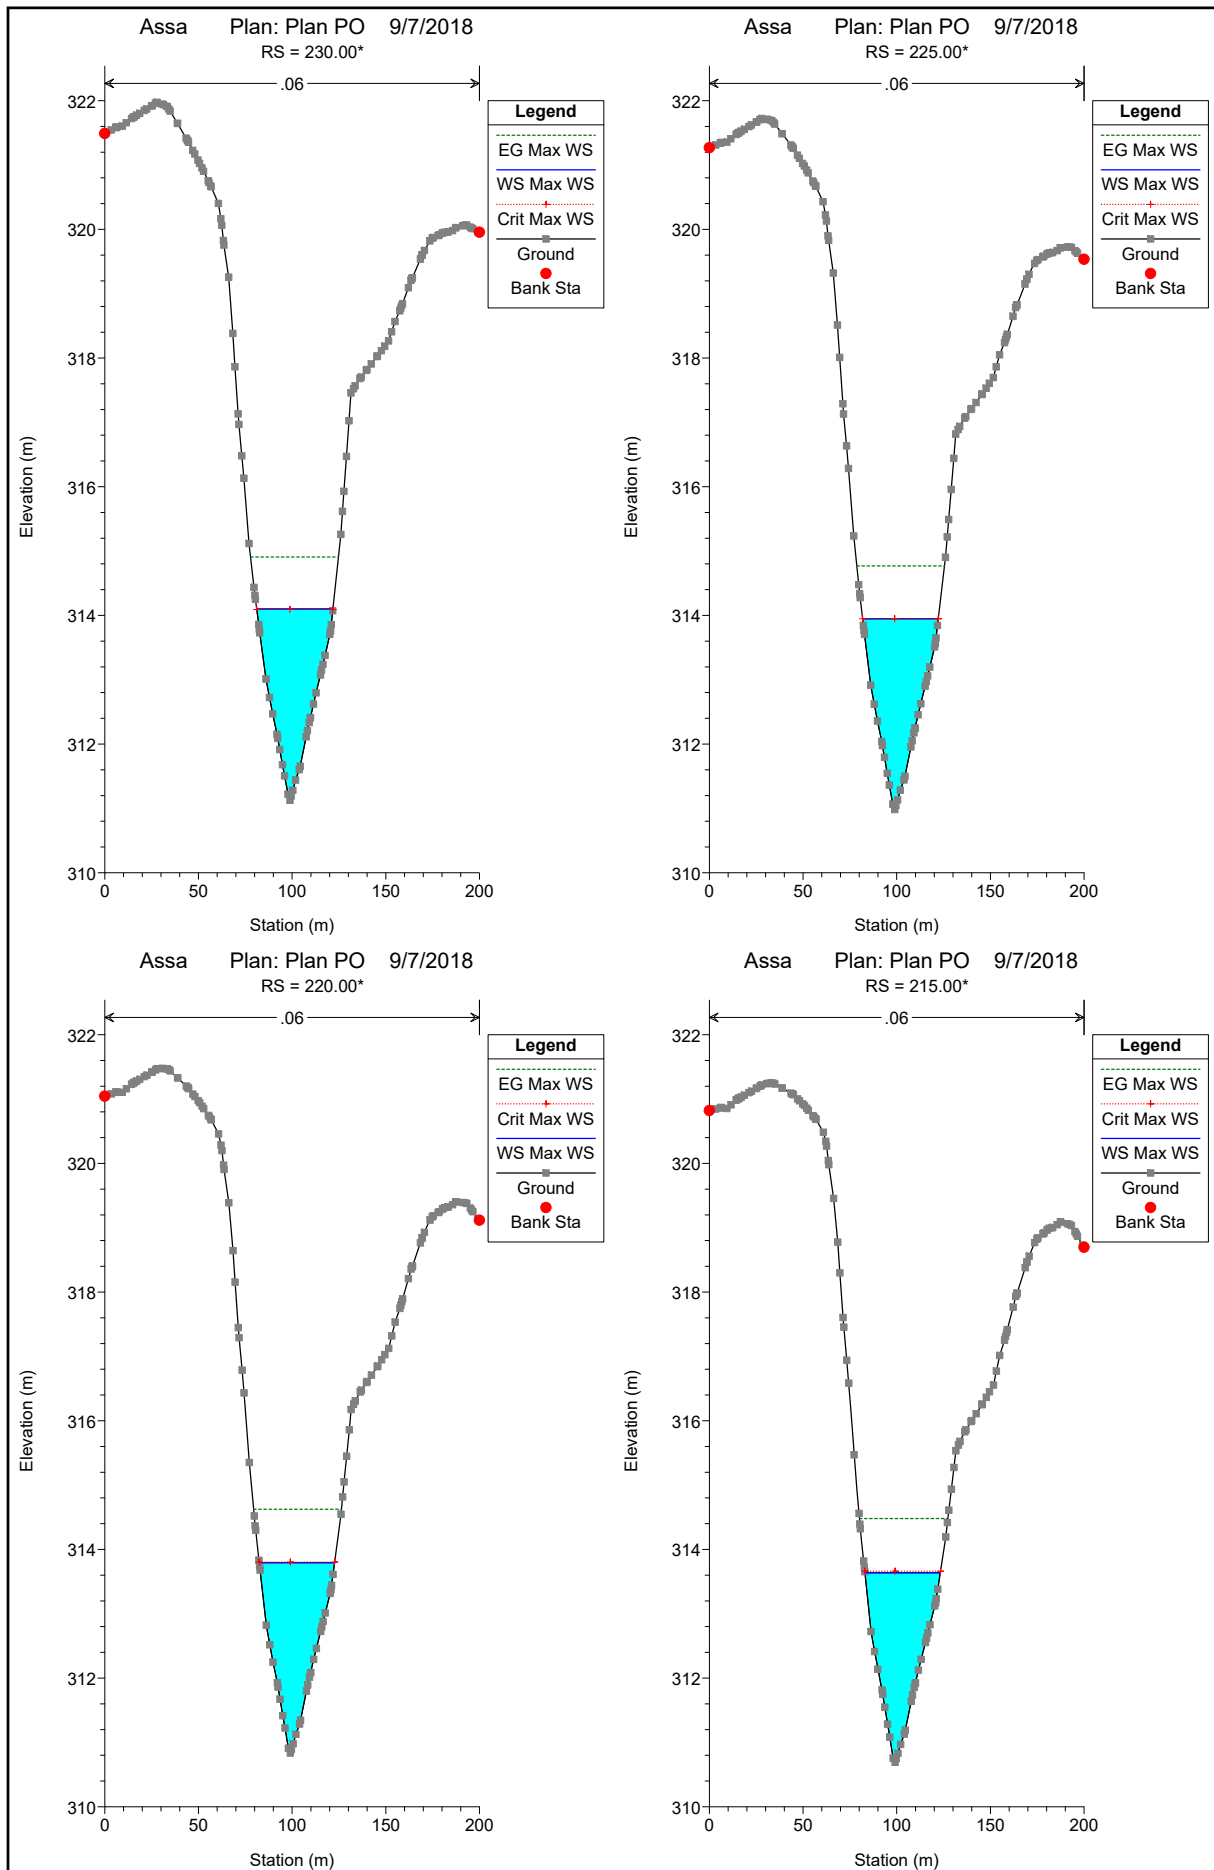 Assa Plan: Plan PO 9/7/2018
RS = 230.00*
.06
Legend
EG Max WS
WS Max WS
Crit Max WS
Ground
Bank Sta
322
320
318
316
314
312
310
Elevation (m)
0 50 100 150 200
Station (m)
Assa Plan: Plan PO 9/7/2018
RS = 225.00*
.06
Legend
EG Max WS
WS Max WS
Crit Max WS
Ground
Bank Sta
322
320
318
316
314
312
310
Elevation (m)
0 50 100 150 200
Station (m)
Assa Plan: Plan PO 9/7/2018
RS = 220.00*
.06
Legend
EG Max WS
Crit Max WS
WS Max WS
Ground
Bank Sta
322
320
318
316
314
312
310
Elevation (m)
0 50 100 150 200
Station (m)
Assa Plan: Plan PO 9/7/2018
RS = 215.00*
.06
Legend
EG Max WS
Crit Max WS
WS Max WS
Ground
Bank Sta
322
320
318
316
314
312
310
Elevation (m)
0 50 100 150 200
Station (m)